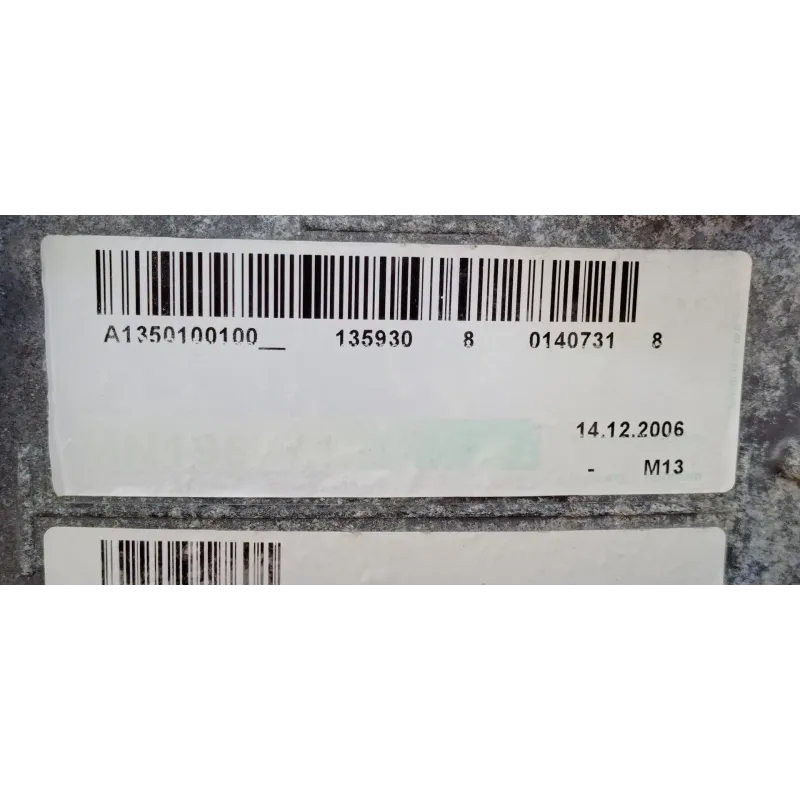 A1350100100__ 135930 8 0140731 8
14.12.2006
- M13